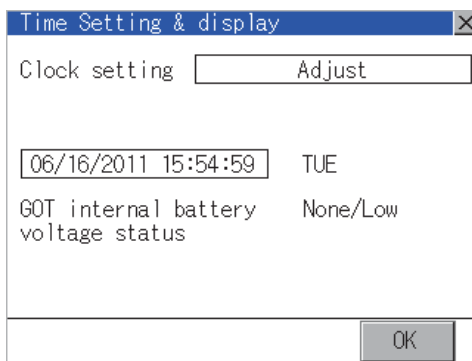 Time Setting & display
Clock setting Adjust
06/16/2011 15:54:59 TUE
GOT internal battery None/Low
voltage status
OK